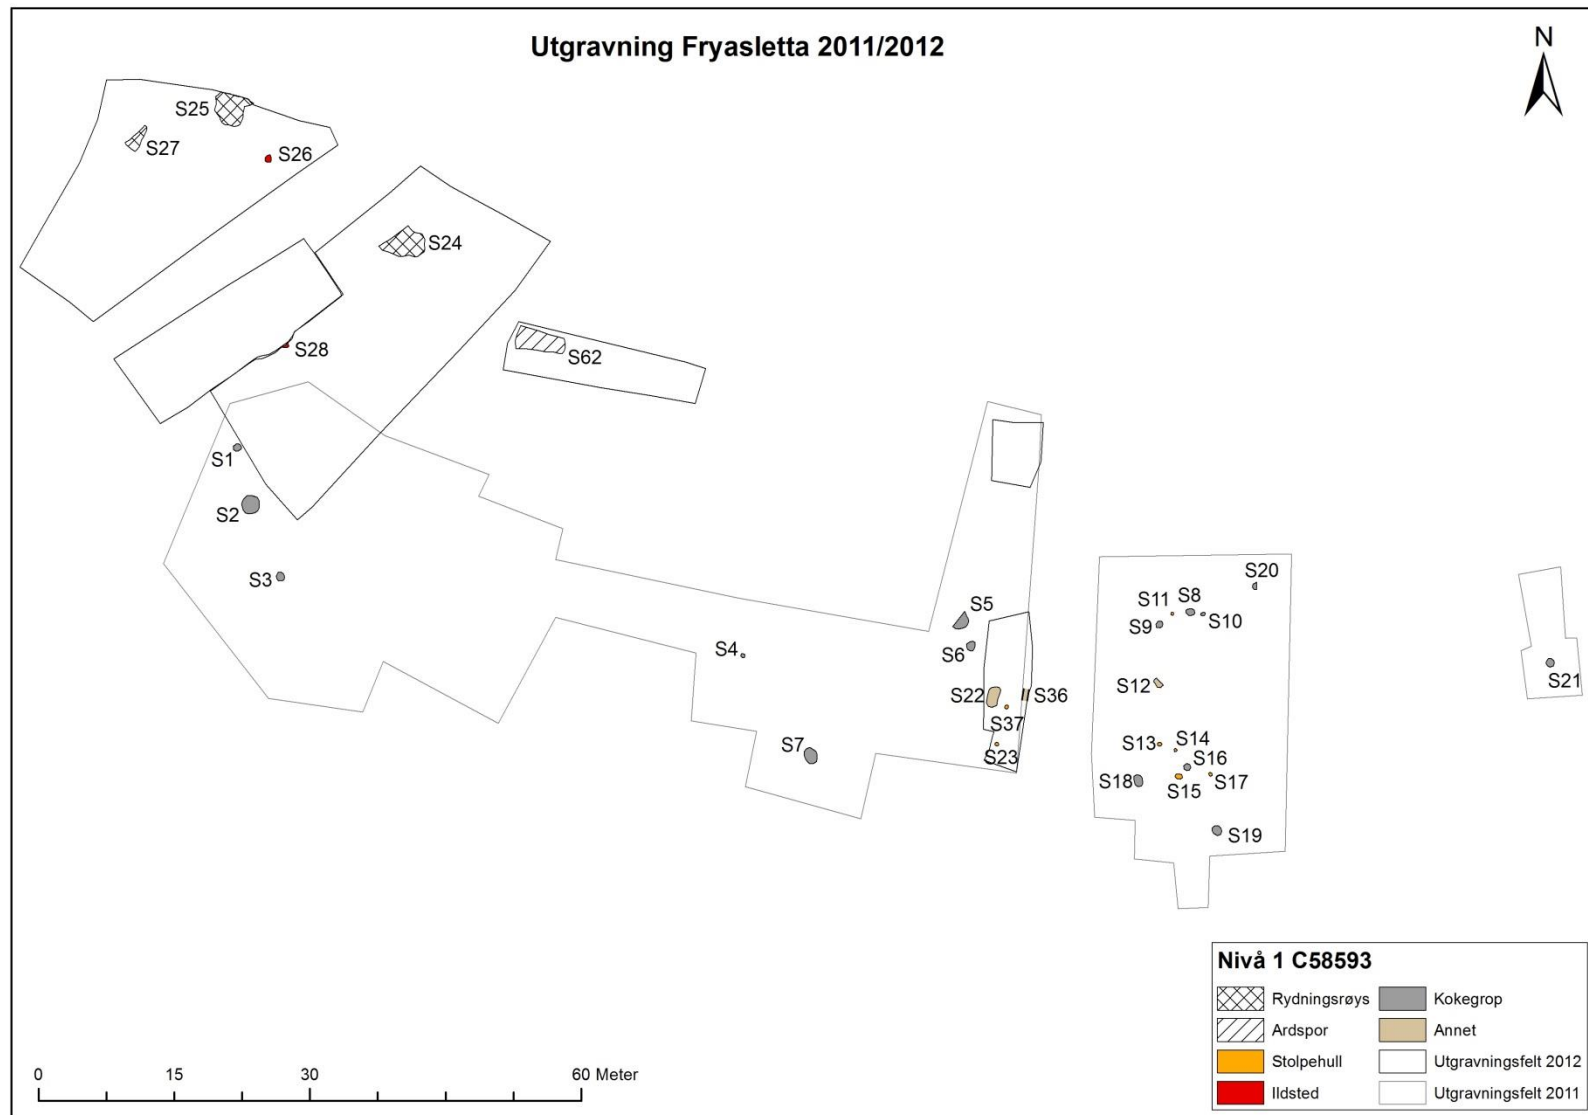 Utgravning Fryasletta 2011/2012
N
S25
S27
S26
S24
S28
S62
S1
S2
S3
S4
S5
S6
S7
S22
S36
S37
S23
S20
S11
S8
S9
S10
S12
S13
S14
S16
S18
S15
S17
S19
S21
Nivå 1 C58593
Rydningsrøys
Kokegrop
Ardspor
Annet
Stolpehull
Utgravningsfelt 2012
Ildsted
Utgravningsfelt 2011
0 15 30 60 Meter